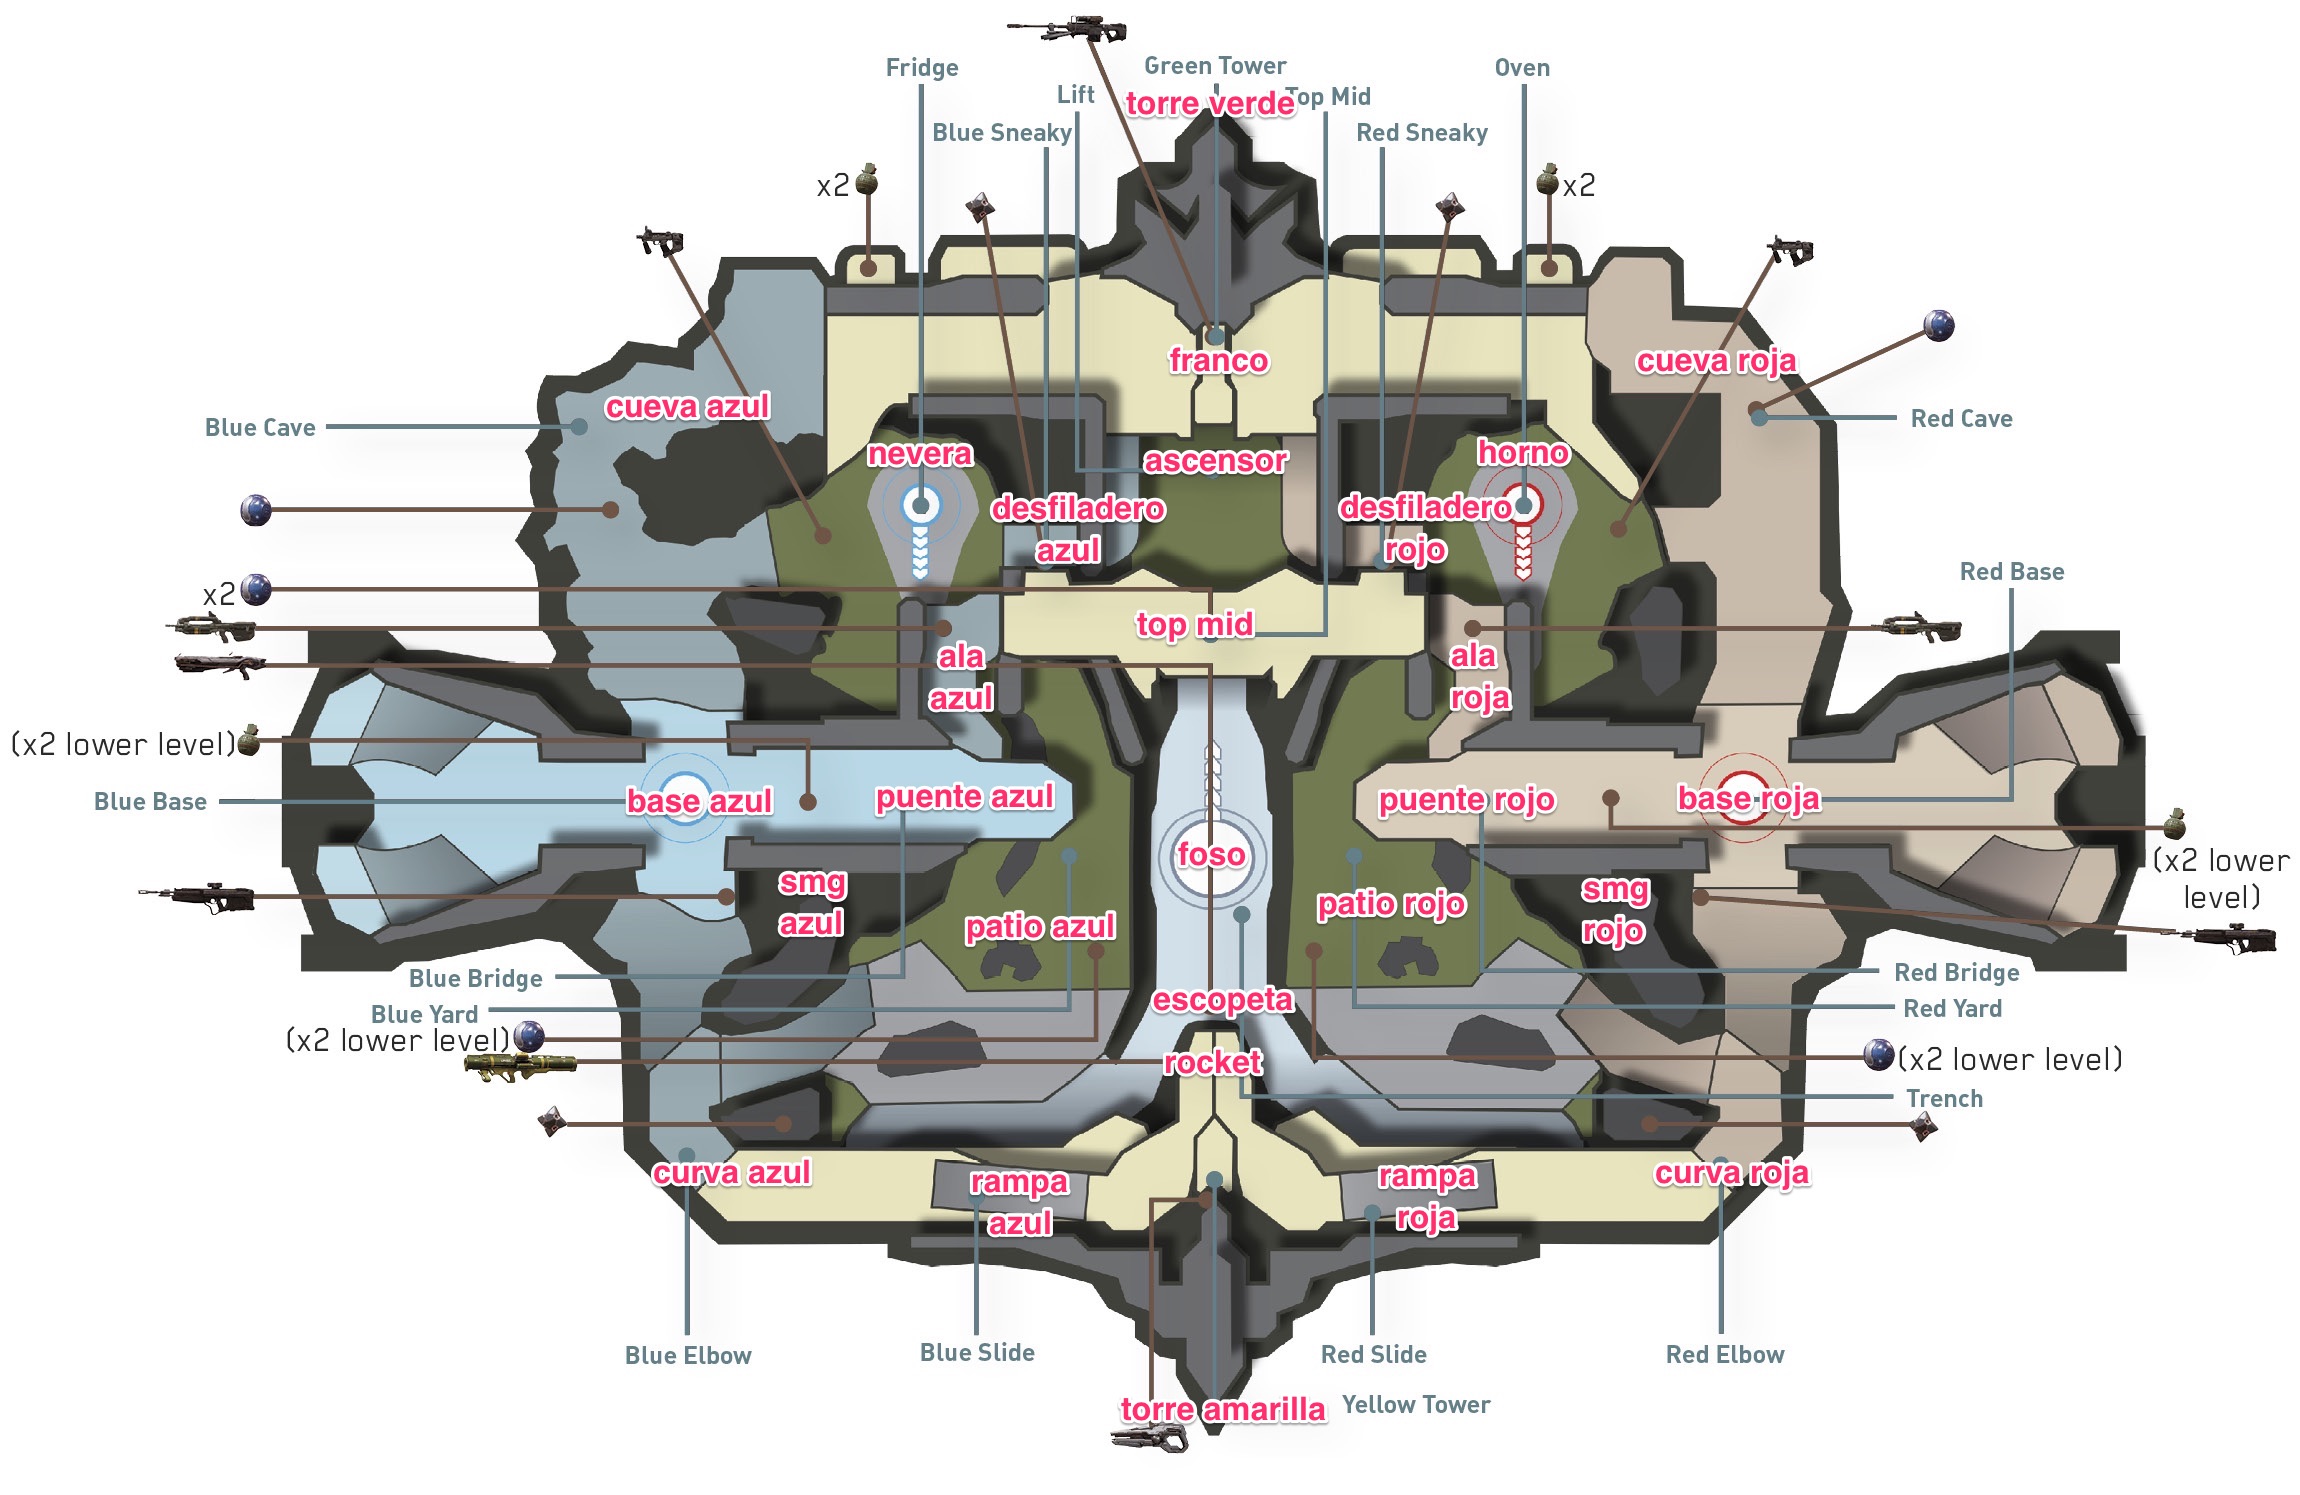 Fridge
Green Tower
Oven
Lift
torre verde
Top Mid
Blue Sneaky
Red Sneaky
x2
x2
franco
cueva roja
cueva azul
Blue Cave
Red Cave
nevera
ascensor
horno
desfiladero
azul
desfiladero
rojo
Red Base
x2
top mid
ala
azul
ala
roja
(x2 lower level)
Blue Base
base azul
puente azul
puente rojo
base roja
foso
(x2 lower
level)
smg
azul
smg
rojo
patio azul
patio rojo
Blue Bridge
Red Bridge
escopeta
Blue Yard
Red Yard
(x2 lower level)
rocket
(x2 lower level)
Trench
curva azul
rampa
azul
rampa
roja
curva roja
Blue Elbow
Blue Slide
Red Slide
Red Elbow
torre amarilla
Yellow Tower